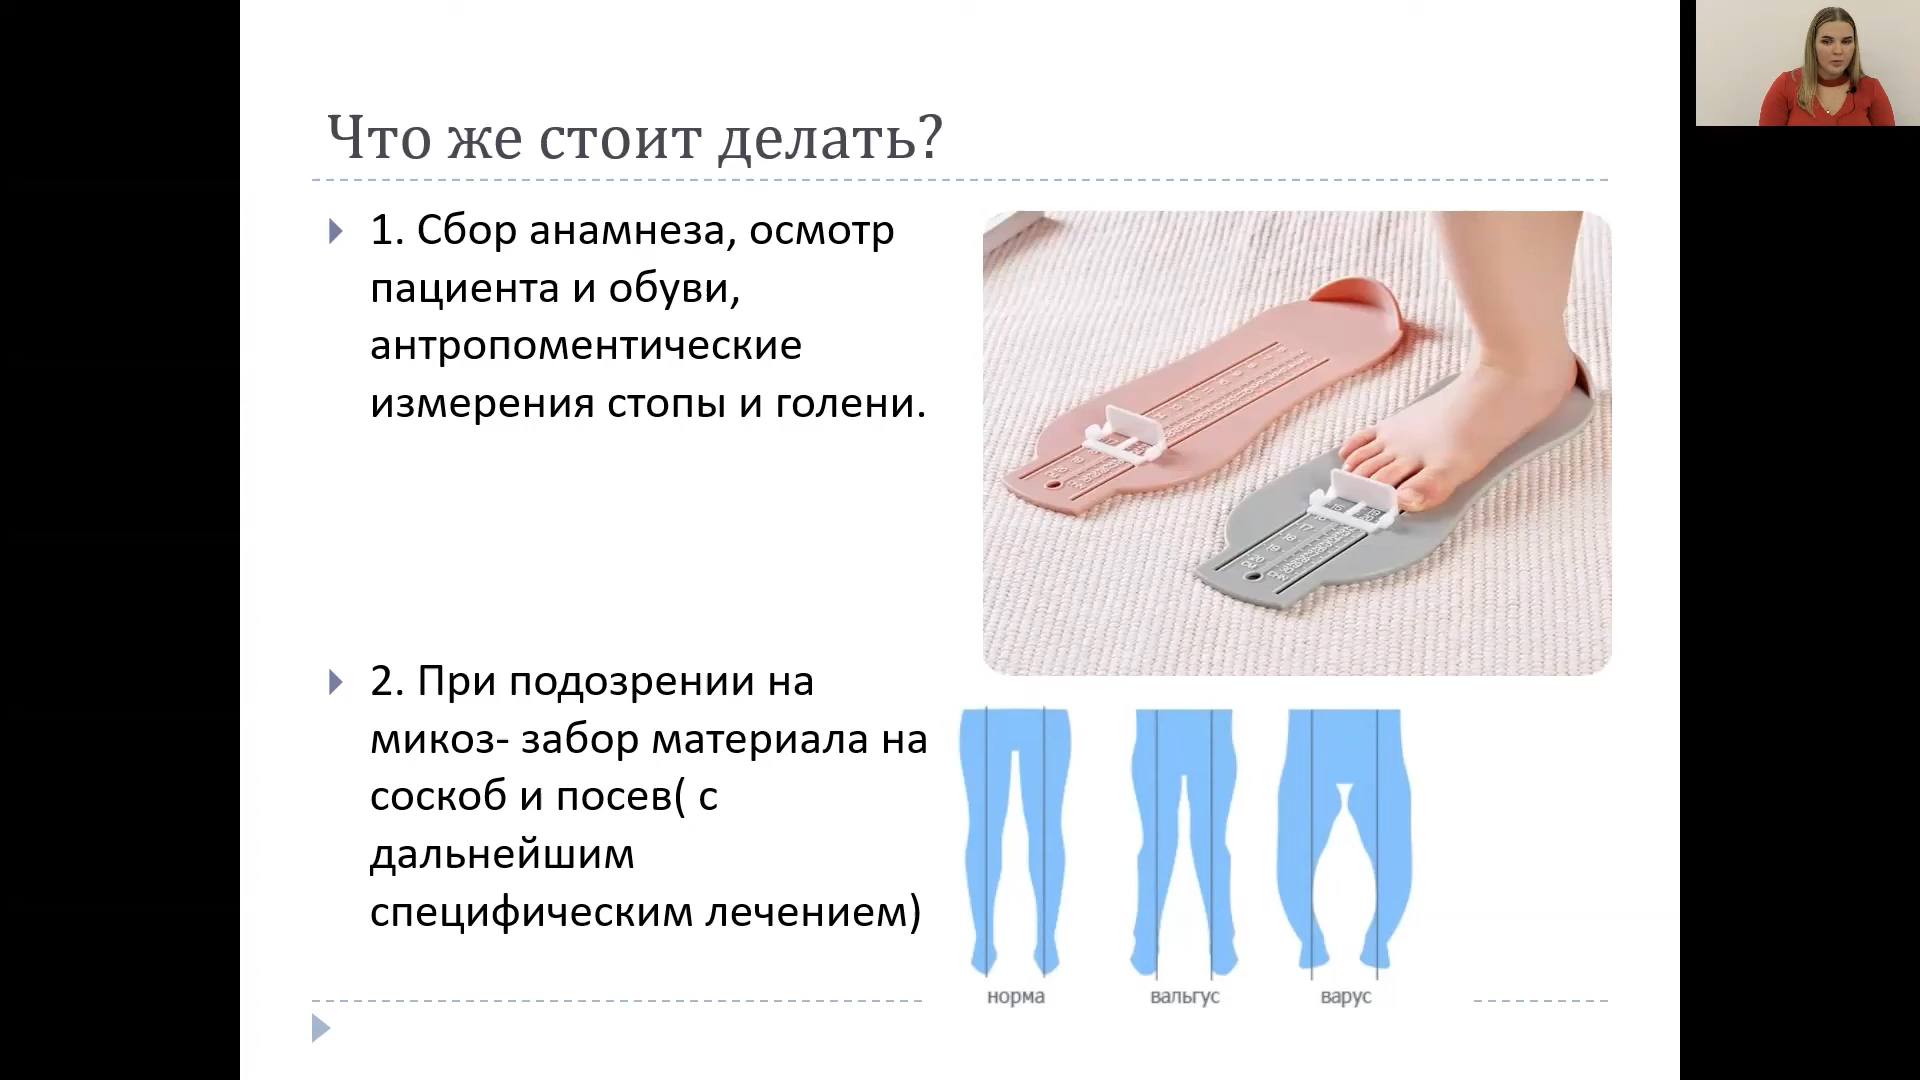 Что же стоит делать?
1. Сбор анамнеза, осмотр
пациента и обуви,
антропоментические
измерения стопы и голени.
2. При подозрении на
микоз- забор материала на
соскоб и посев( с
дальнейшим
специфическим лечением)
норма
вальгус
варус